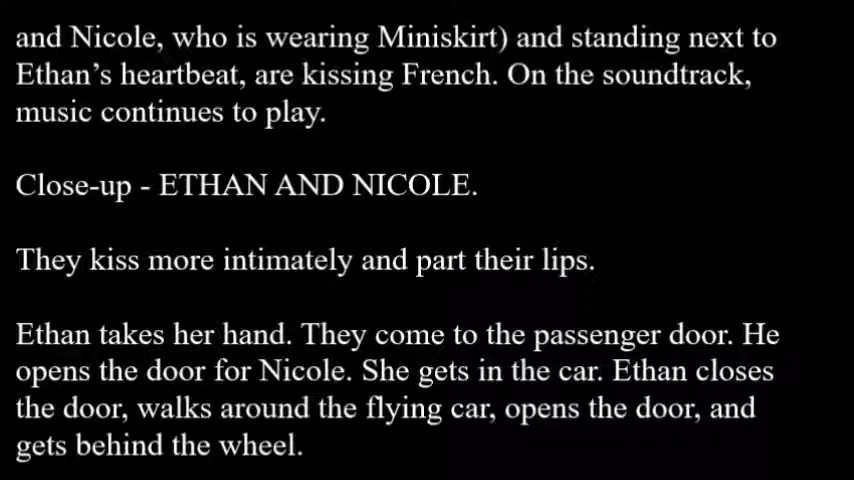 and Nicole, who is wearing Miniskirt) and standing next to
Ethan’s heartbeat, are kissing French. On the soundtrack,
music continues to play.
Close-up - ETHAN AND NICOLE.
They kiss more intimately and part their lips.
Ethan takes her hand. They come to the passenger door. He
opens the door for Nicole. She gets in the car. Ethan closes
the door, walks around the flying car, opens the door, and
gets behind the wheel.